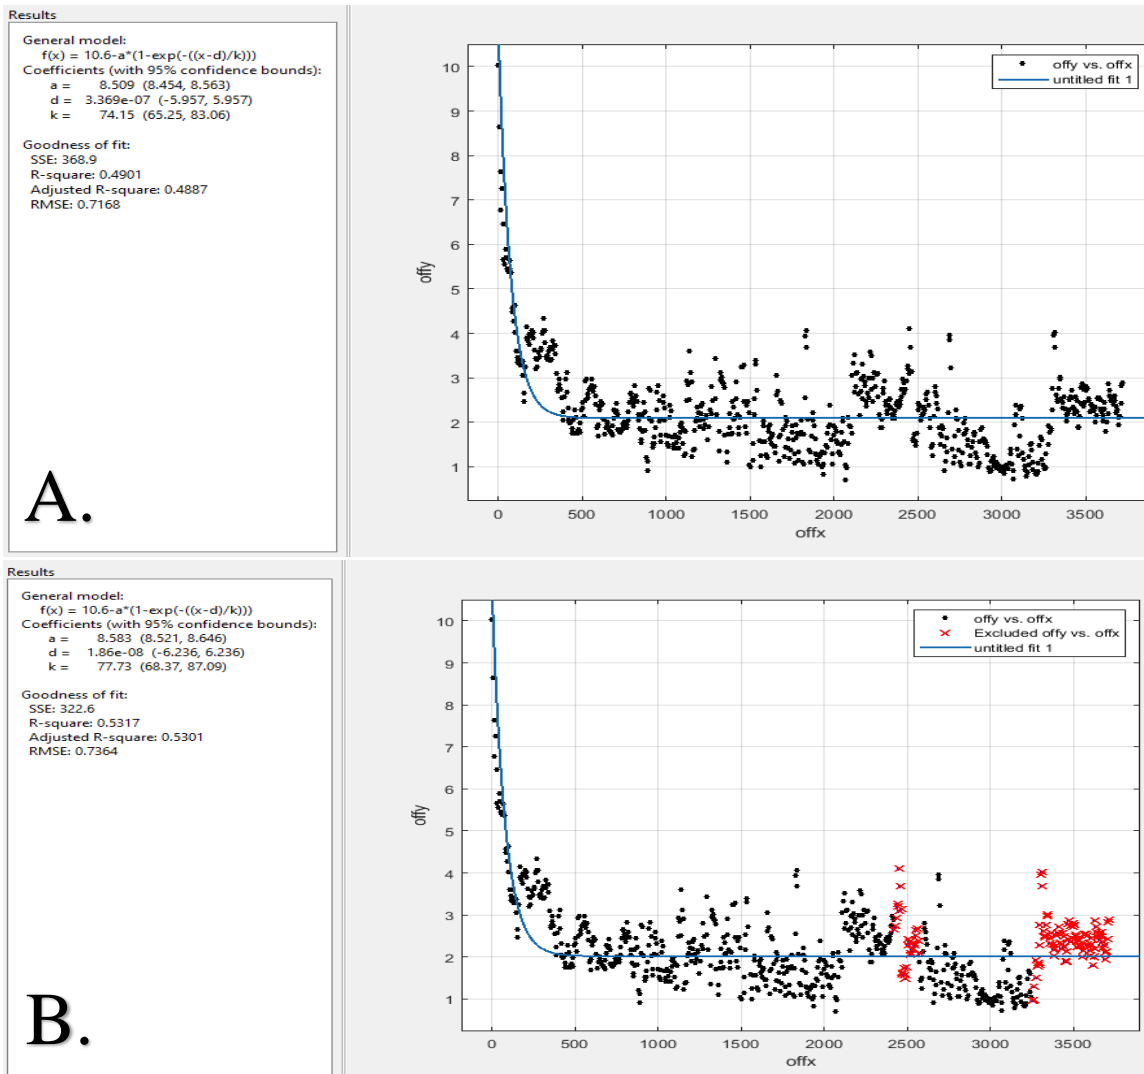 Results
General model:
f(x) = 10.6-a*(1-exp(-((x-d)/k)))
Coefficients (with 95% confidence bounds):
a = 8.509 (8.454, 8.563)
d = 3.369e-07 (-5.957, 5.957)
k = 74.15 (65.25, 83.06)
Goodness of fit:
SSE: 368.9
R-square: 0.4901
Adjusted R-square: 0.4887
RMSE: 0.7168
A.
offy vs. offx
untitled fit 1
10
9
8
7
6
5
4
3
2
1
offy
0 500 1000 1500 2000 2500 3000 3500
offx
Results
General model:
f(x) = 10.6-a*(1-exp(-((x-d)/k)))
Coefficients (with 95% confidence bounds):
a = 8.583 (8.521, 8.646)
d = 1.86e-08 (-6.236, 6.236)
k = 77.73 (68.37, 87.09)
Goodness of fit:
SSE: 322.6
R-square: 0.5317
Adjusted R-square: 0.5301
RMSE: 0.7364
B.
offy vs. offx
Excluded offy vs. offx
untitled fit 1
10
9
8
7
6
5
4
3
2
1
offy
0 500 1000 1500 2000 2500 3000 3500
offx